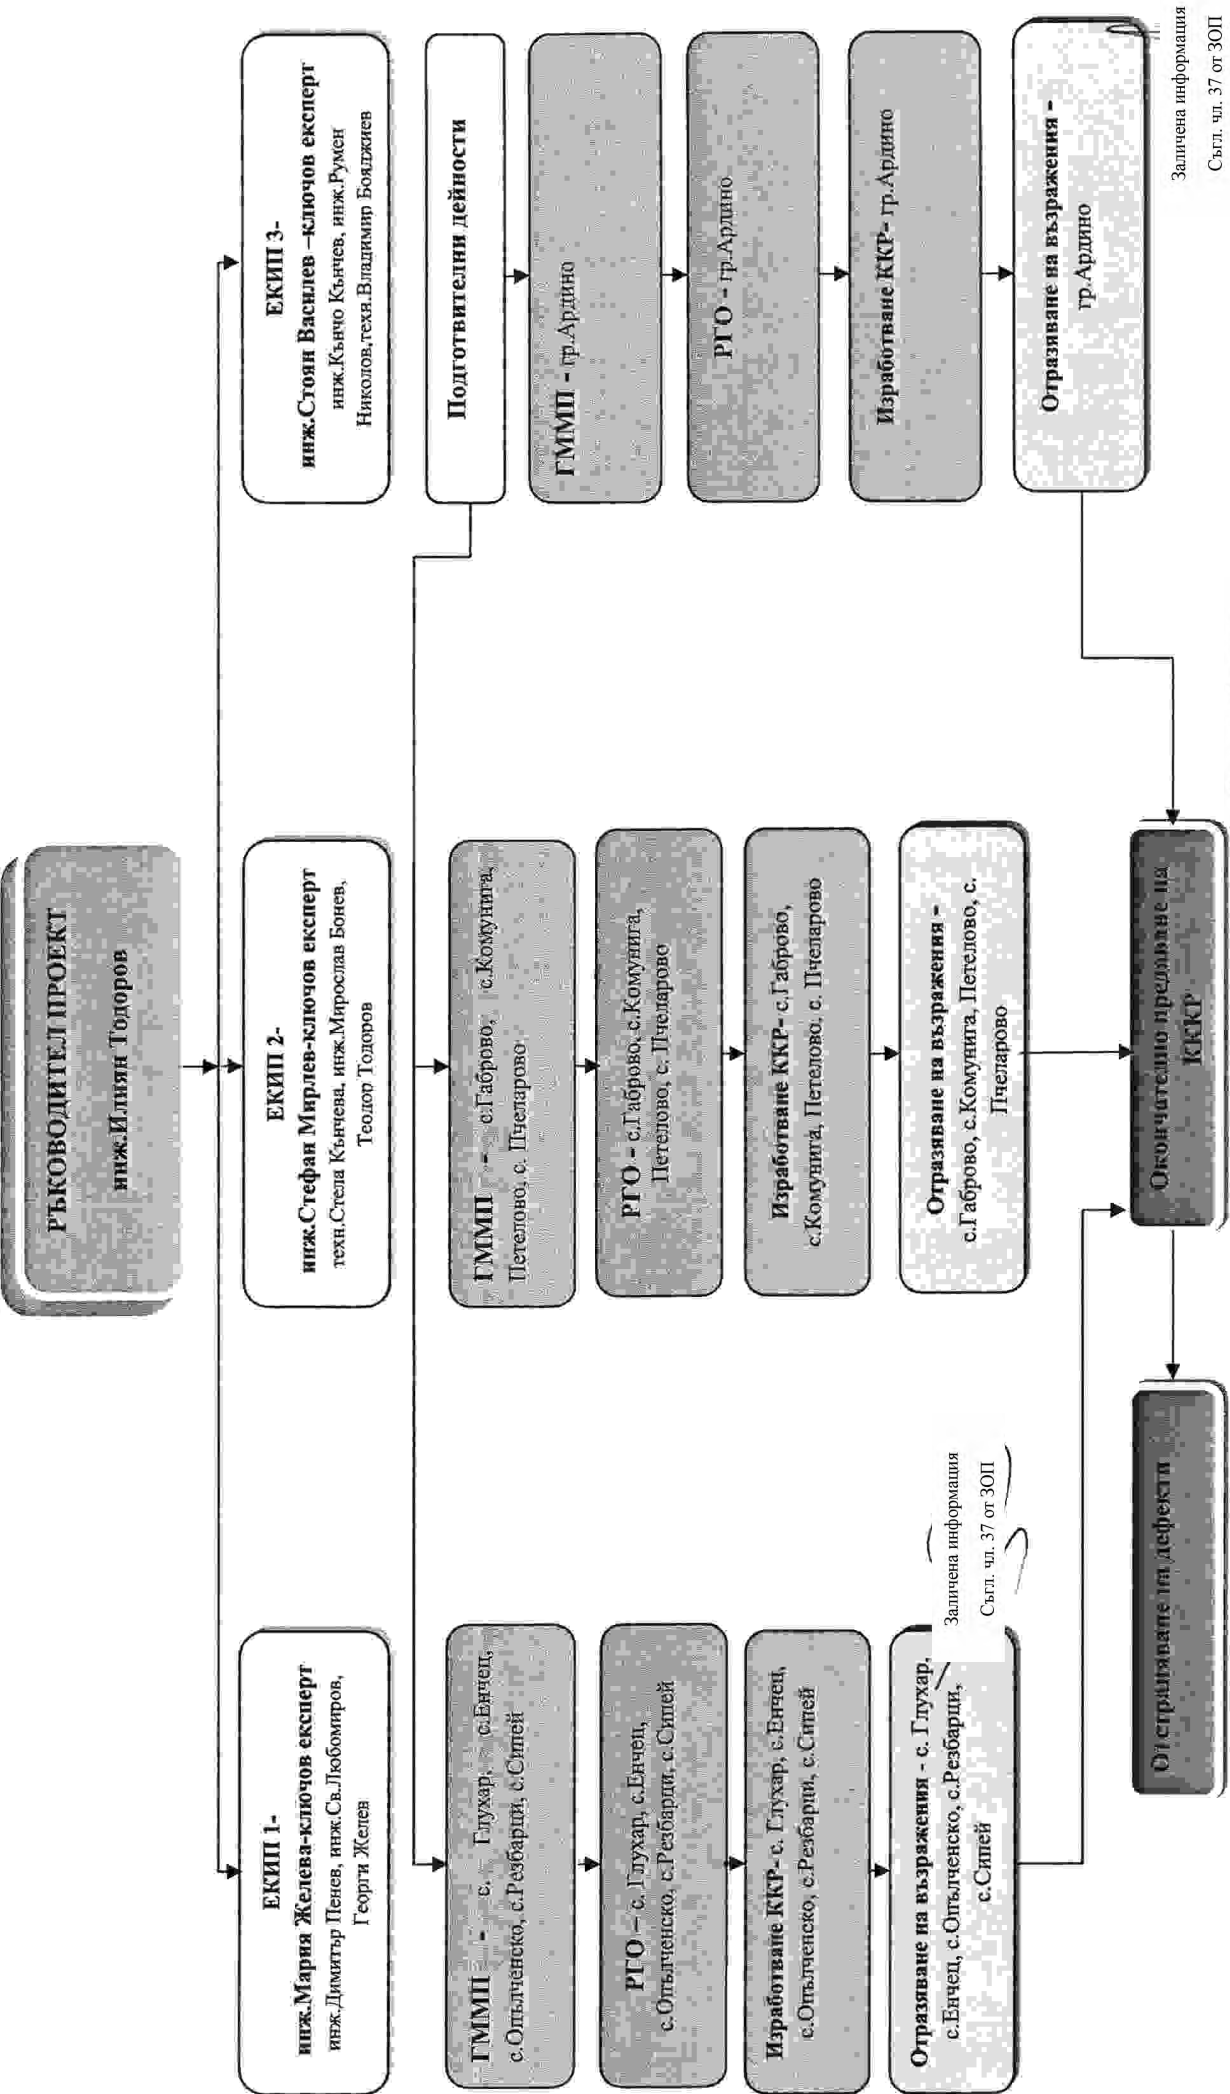 РЪКОВОДИТЕЛ ПРОЕКТ
инж.Илиян Тодоров
ЕКИП 1-
инж.Мария Желева-ключов експерт
инж.Димитър Пенев, инж.Св.Любомиров,
Георги Желев
ЕКИП 2-
инж.Стефан Мирлев-ключов експерт
техн.Стела Кънчева, инж.Мирослав Бонев,
Теодор Тодоров
ЕКИП 3-
инж.Стоян Василев –ключов експерт
инж.Кънчо Кънчев, инж.Румен
Николов,техн.Владимир Бояджиев
Подготвителни дейности
ГММП - с. Глухар, с.Енчец,
с.Опълченско, с.Резбарци, с.Сипей
РГО – с. Глухар, с.Енчец,
с.Опълченско, с.Резбарци, с.Сипей
Изработване ККР- с. Глухар, с.Енчец,
с.Опълченско, с.Резбарци, с.Сипей
Отразяване на възражения - с. Глухар,
с.Енчец, с.Опълченско, с.Резбарци,
с.Сипей
Заличена информация
Съгл. чл. 37 от ЗОП
ГММП - с.Габрово, с.Комунига,
Петелово, с. Пчеларово
РГО - с.Габрово, с.Комунига,
Петелово, с. Пчеларово
Изработване ККР- с.Габрово,
с.Комунига, Петелово, с. Пчеларово
Отразяване на възражения -
с.Габрово, с.Комунига, Петелово, с.
Пчеларово
ГММП - гр.Ардино
РГО - гр.Ардино
Изработване ККР- гр.Ардино
Отразяване на възражения -
гр.Ардино
Заличена информация
Съгл. чл. 37 от ЗОП
Окончателно предаване на
КККР
Отстраняване на дефекти